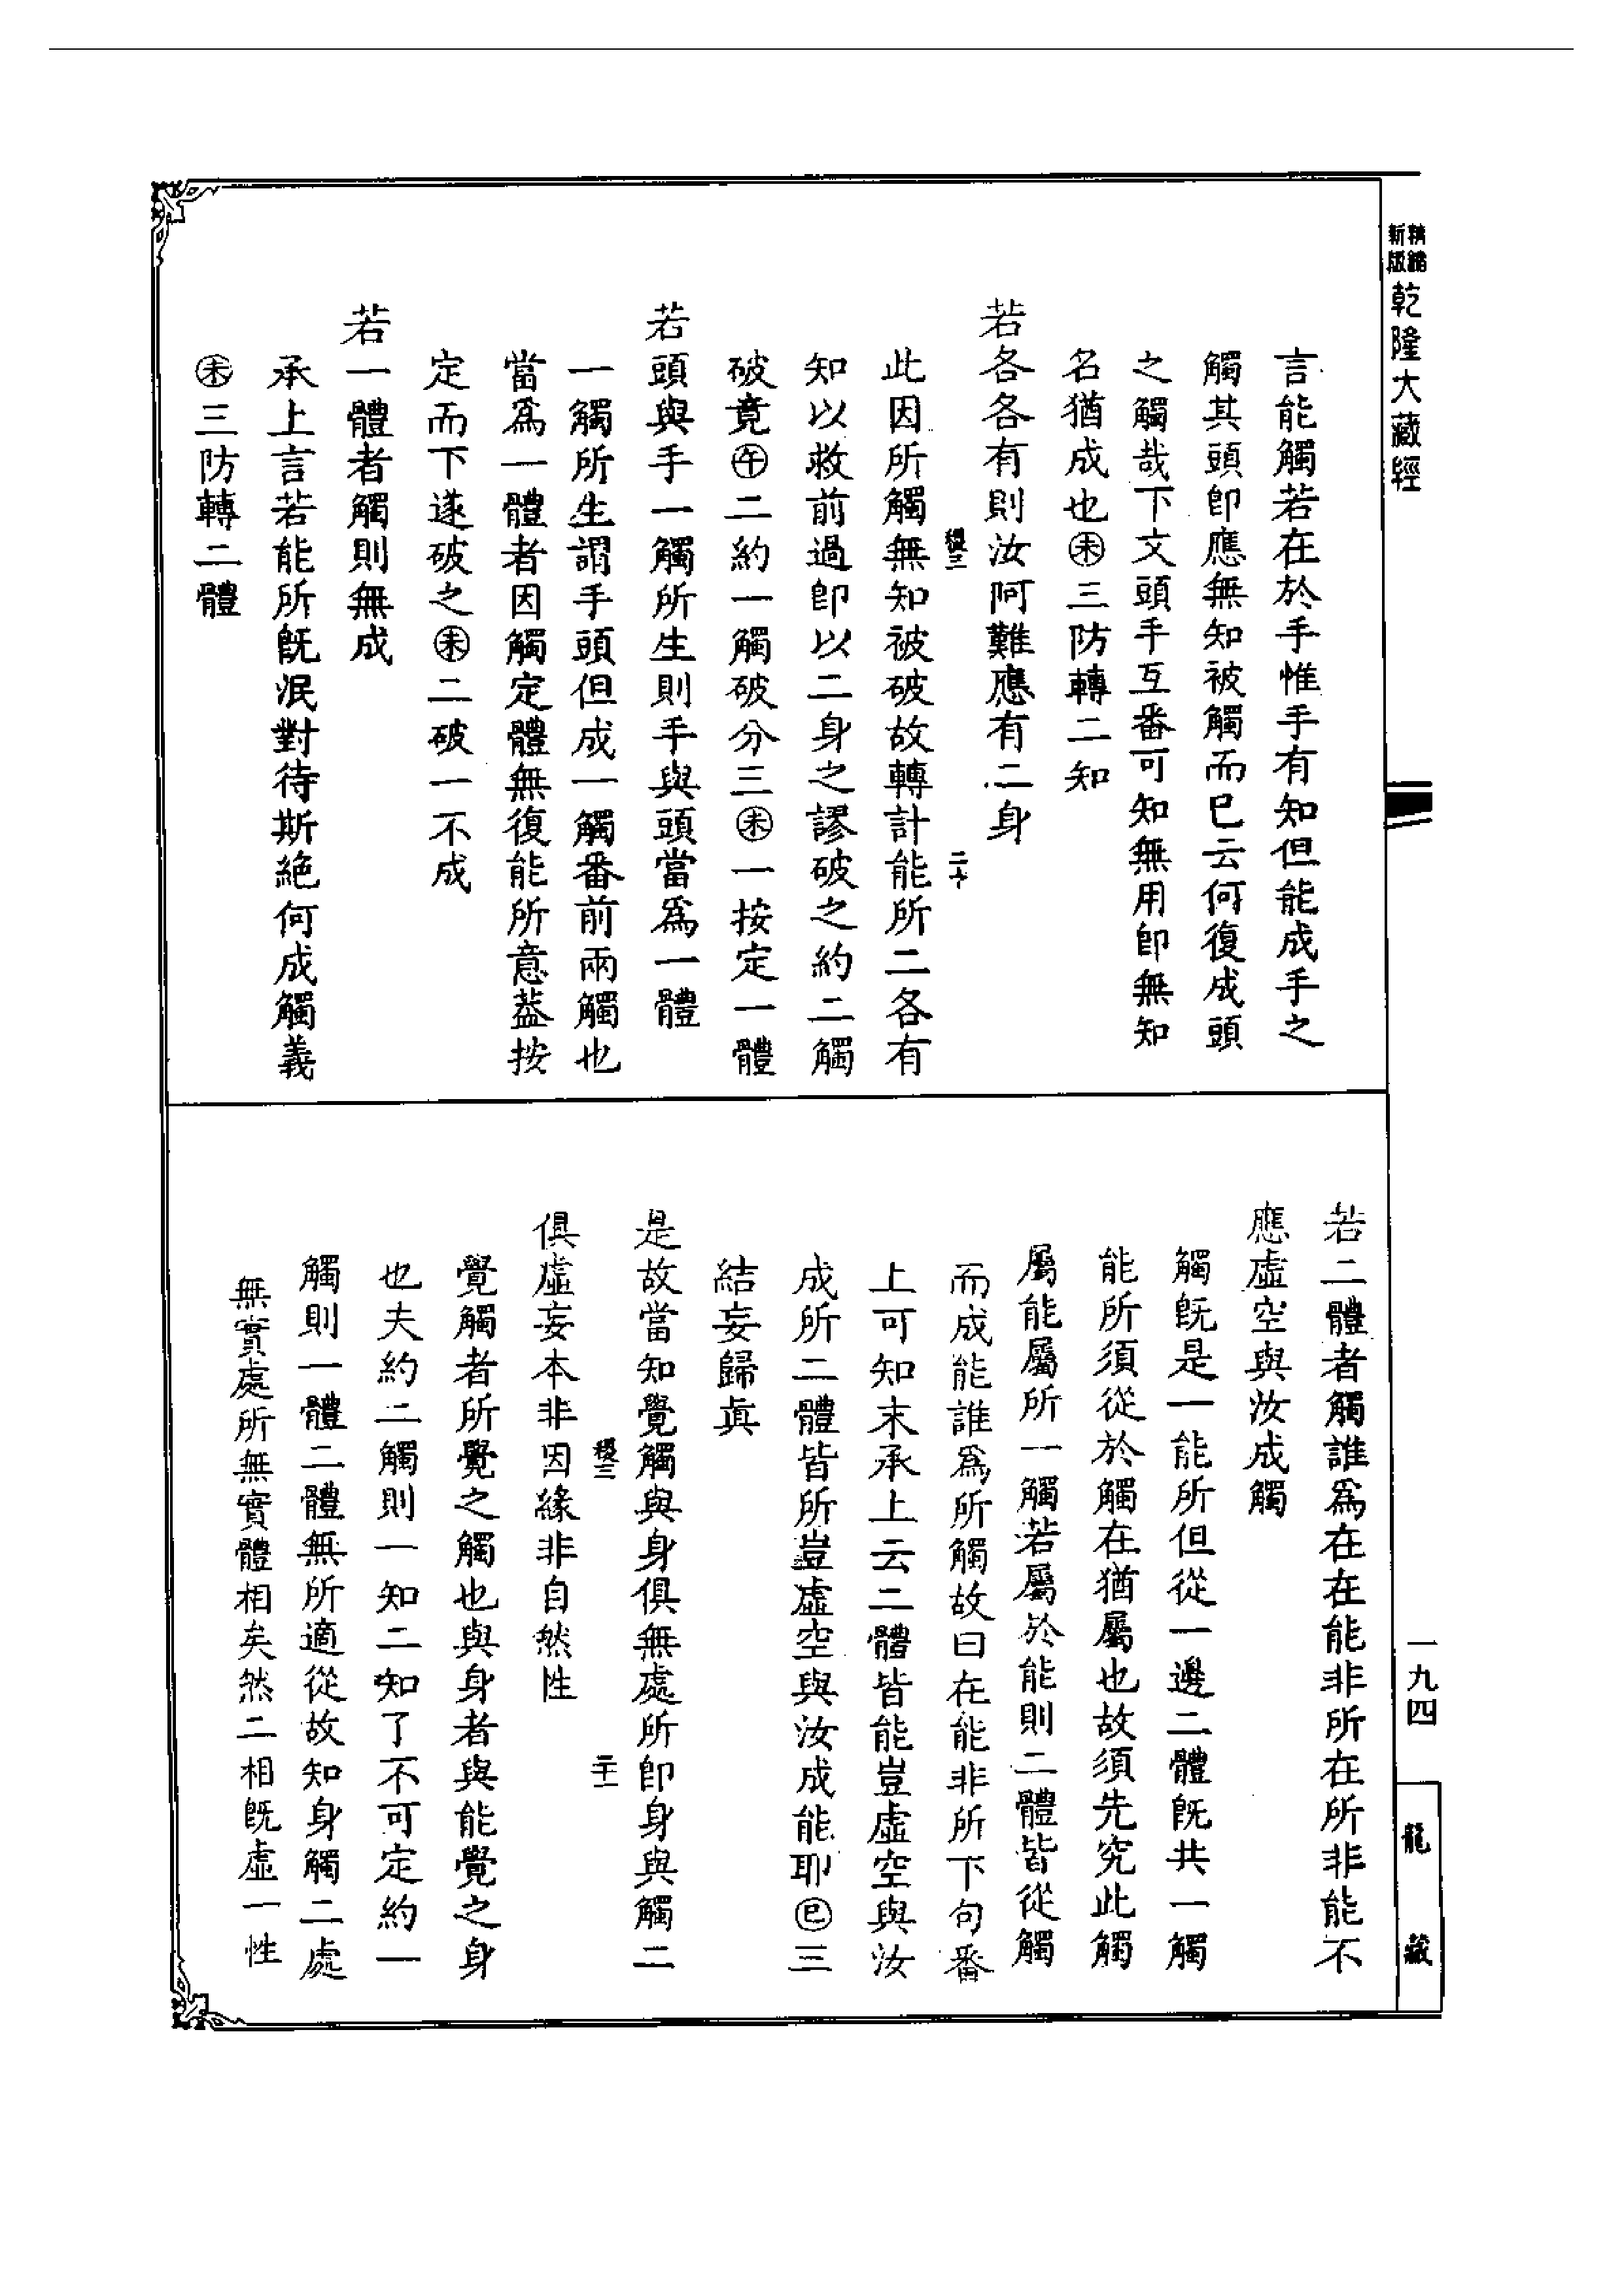 精縮新版乾隆大藏經
言能觸若在於手惟手有知但能成手之
觸其頭卽應無知被觸而巳云何復成頭
之觸哉下文頭手互番可知無用卽無知
名猶成也㊍三防轉二知
若各各有則汝阿難應有二身
二十
此因所觸無知被破故轉計能所二各有
知以救前過卽以二身之謬破之約二觸
破竟(午)二約一觸破分三(未)一按定一體
若頭與手一觸所生則手與頭當爲一體
一觸所生謂手頭但成一觸番前兩觸也
當爲一體者因觸定體無復能所意葢按
定而下遂破之(未)二破一不成
若一體者觸則無成
承上言若能所旣泯對待斯絶何成觸義
(未)三防轉二體
若二體者觸誰爲在在能非所在所非能不
應虛空與汝成觸
觸旣是一能所但從一邊二體旣共一觸
能所須從於觸在猶屬也故須先究此觸
屬能屬所一觸若屬於能則二體皆從觸
而成能誰爲所觸故曰在能非所下句番
上可知末承上云二體皆能豈虛空與汝
成所二體皆所豈虛空與汝成能耶(巳)三
結妄歸眞
是故當知覺觸與身俱無處所卽身與觸二
二十一
俱虛妄本非因緣非自然性
覺觸者所覺之觸也與身者與能覺之身
也夫約二觸則一知二知了不可定約一
觸則一體二體無所適從故知身觸二處
無實處所無實體相矣然二相旣虛一性
一九四
龍藏